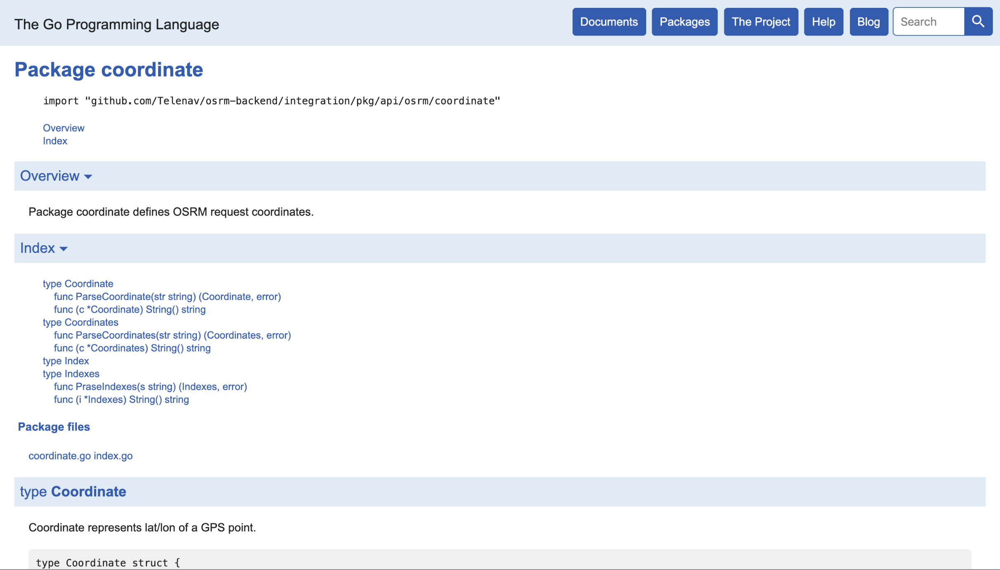 The Go Programming Language
Documents Packages The Project Help Blog Search
Package coordinate
import "github.com/Telenav/osrm-backend/integration/pkg/api/osrm/coordinate"
Overview
Index
Overview
Package coordinate defines OSRM request coordinates.
Index
type Coordinate
func ParseCoordinate(str string) (Coordinate, error)
func (c *Coordinate) String() string
type Coordinates
func ParseCoordinates(str string) (Coordinates, error)
func (c *Coordinates) String() string
type Index
type Indexes
func PraseIndexes(s string) (Indexes, error)
func (i *Indexes) String() string
Package files
coordinate.go index.go
type Coordinate
Coordinate represents lat/lon of a GPS point.
type Coordinate struct {